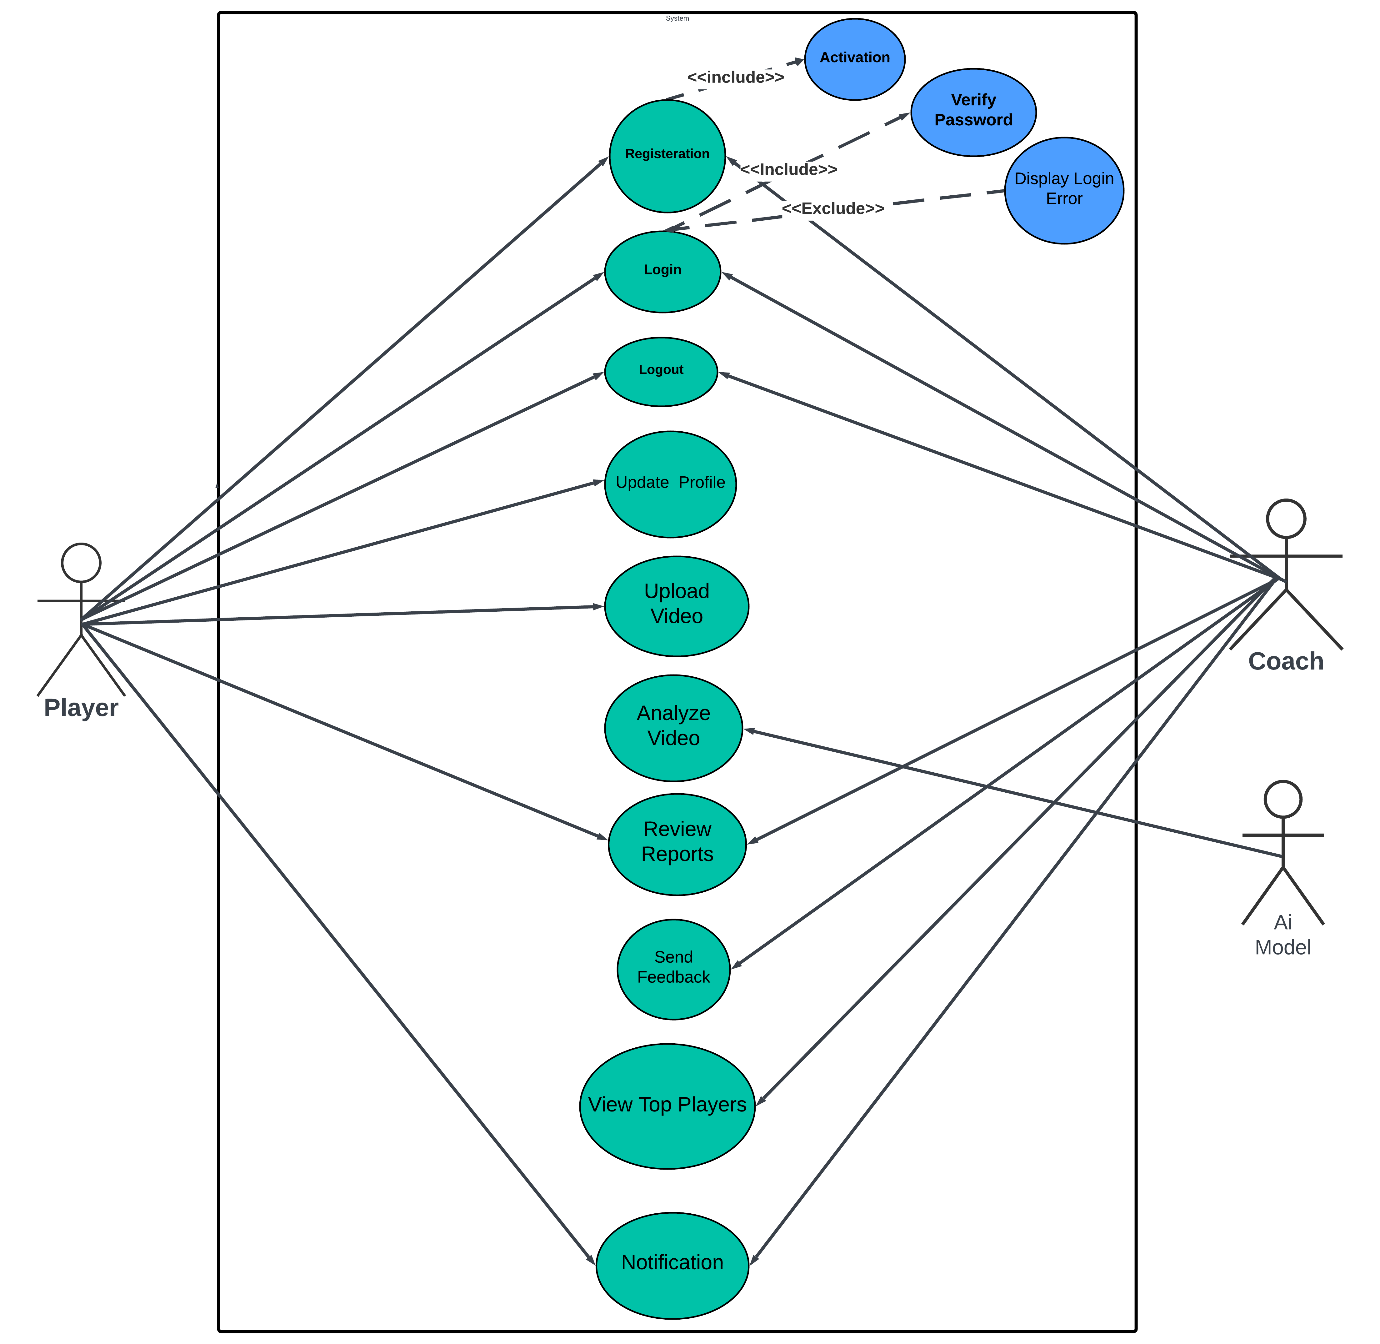 System
Activation
<<include>>
Verify
Password
Registeration
<<Include>>
Display Login
Error
<<Exclude>>
Login
Logout
Update  Profile
Upload
Video
Coach
Player
Analyze
Video
Review
Reports
Ai
Model
Send
Feedback
View Top Players
Notification